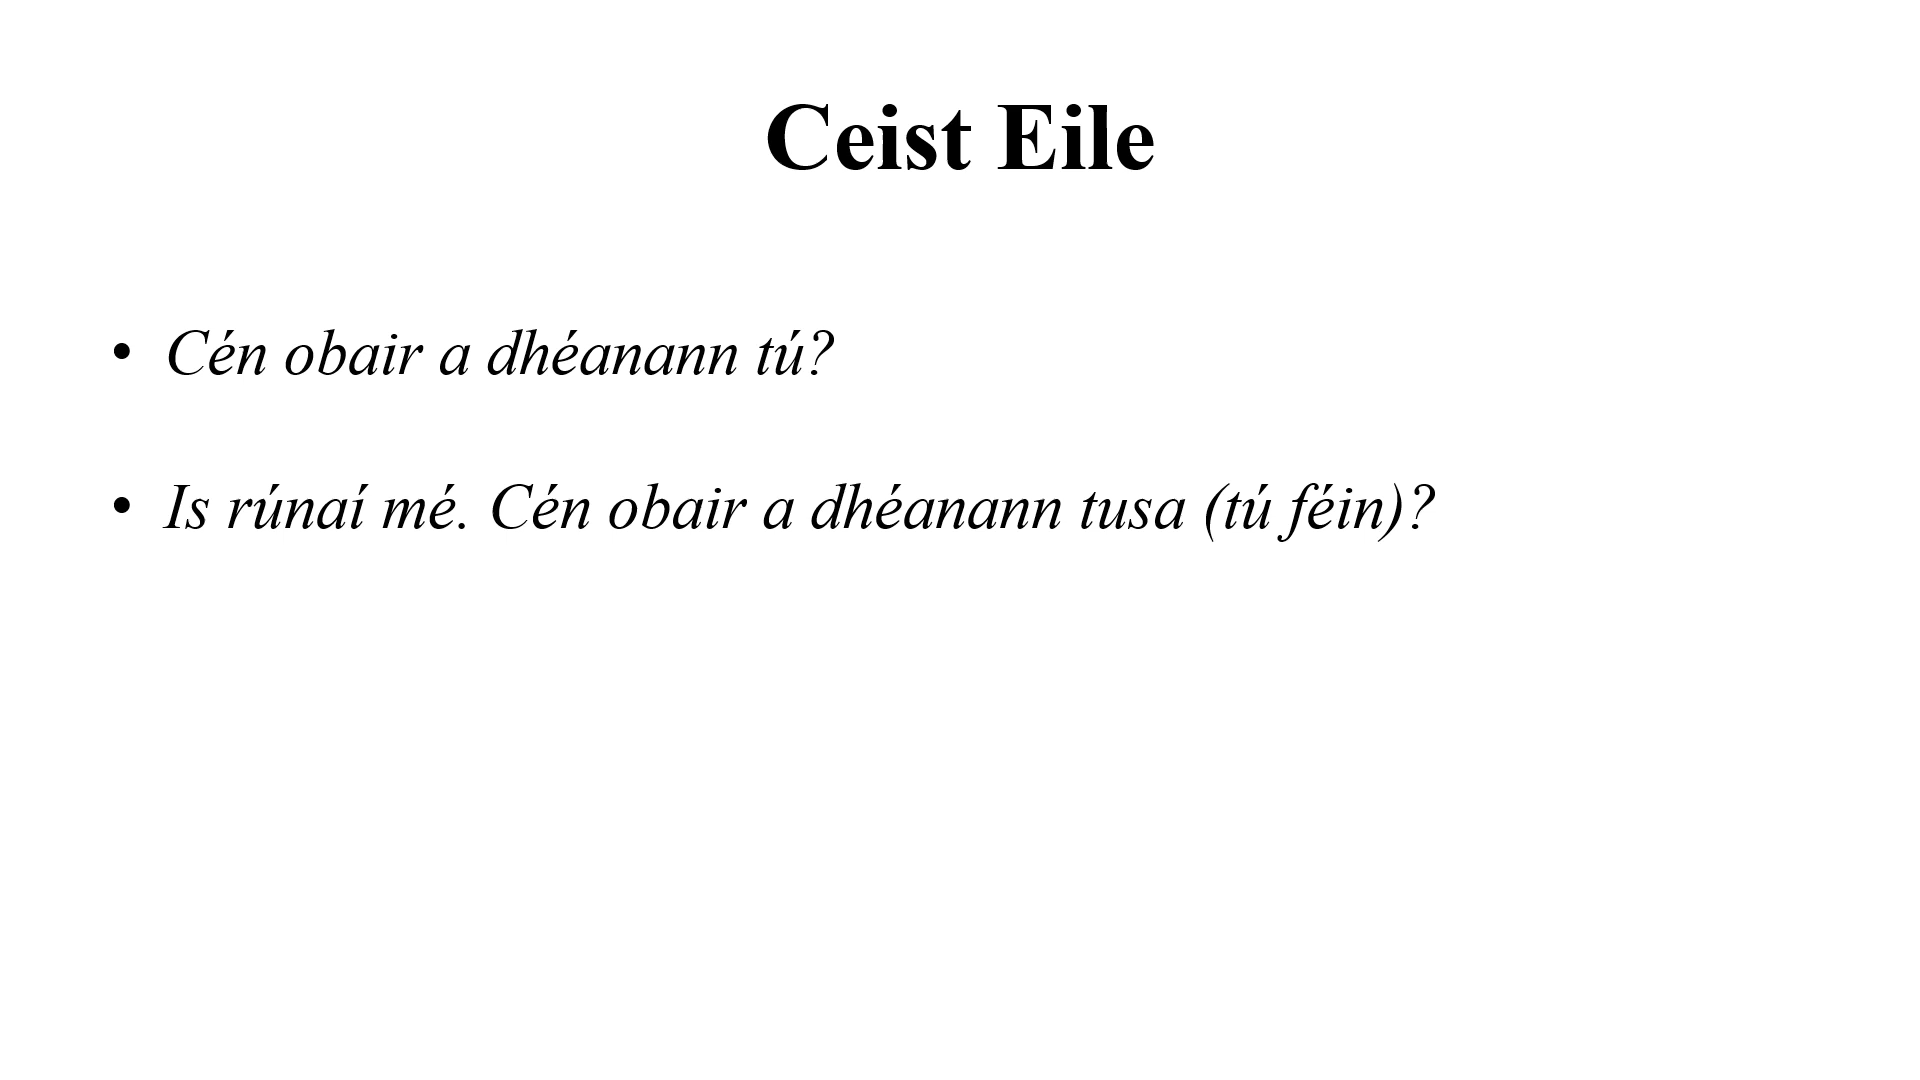 Ceist Eile
• Cén obair a dhéanann tú?
• Is rúnaí mé. Cén obair a dhéanann tusa (tú féin)?